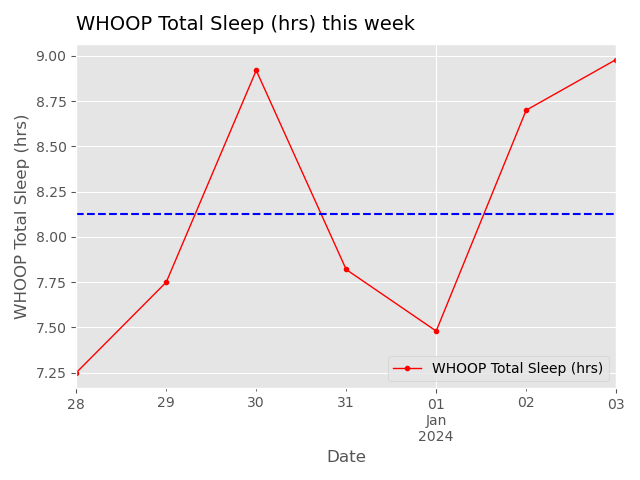 WHOOP Total Sleep (hrs) this week
WHOOP Total Sleep (hrs)
9.00
8.75
8.50
8.25
8.00
7.75
7.50
7.25
WHOOP Total Sleep (hrs)
28 29 30 31 01 02 03
Jan
2024
Date